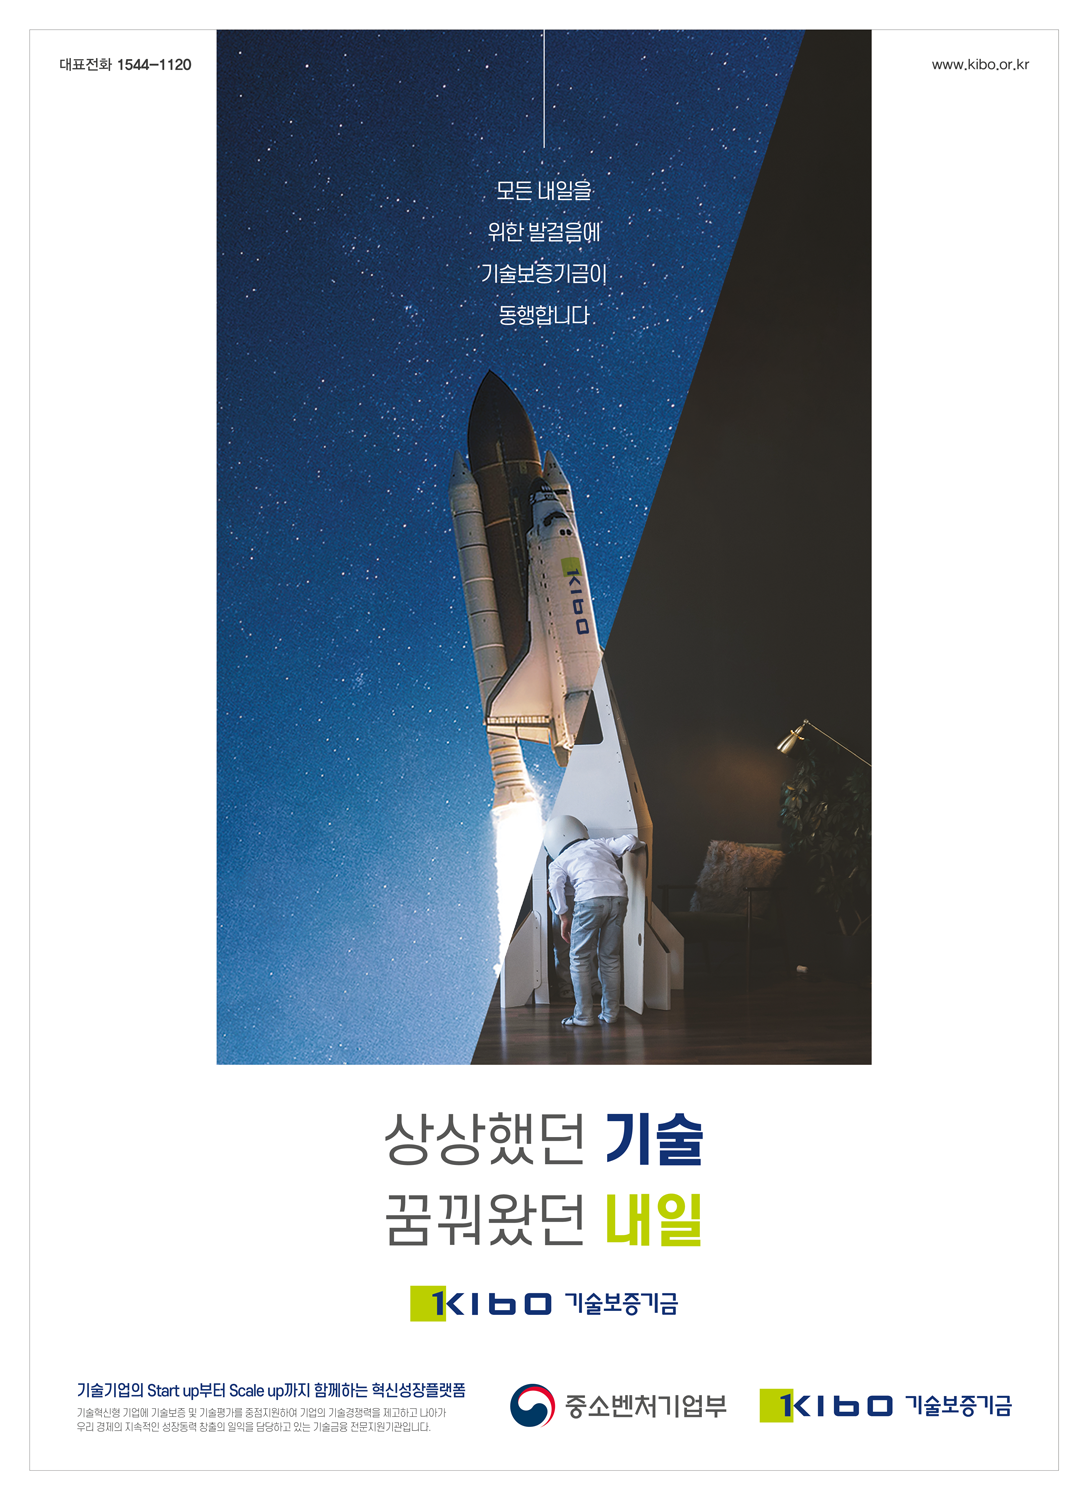 대표전화 1544-1120
www.kibo.or.kr
모든 내일을
위한 발걸음에
기술보증기금이
동행합니다.
kibo
상상했던 기술
꿈꿔왔던 내일
kibo 기술보증기금
기술기업의 Start up부터 Scale up까지 함께하는 혁신성장플랫폼
기술혁신형 기업에 기술보증 및 기술평가를 중점지원하여 기업의 기술경쟁력을 제고하고 나아가
우리 경제의 지속적인 성장동력 창출의 일익을 담당하고 있는 기술금융 전문지원기관입니다.
중소벤처기업부
kibo 기술보증기금